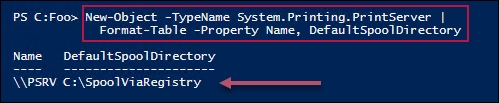 PS C:Foo> New-Object -TypeName System.Printing.PrintServer |
Format-Table -Property Name, DefaultSpoolDirectory
Name DefaultSpoolDirectory
---- ---------------------
\\PSRV C:\SpoolViaRegistry